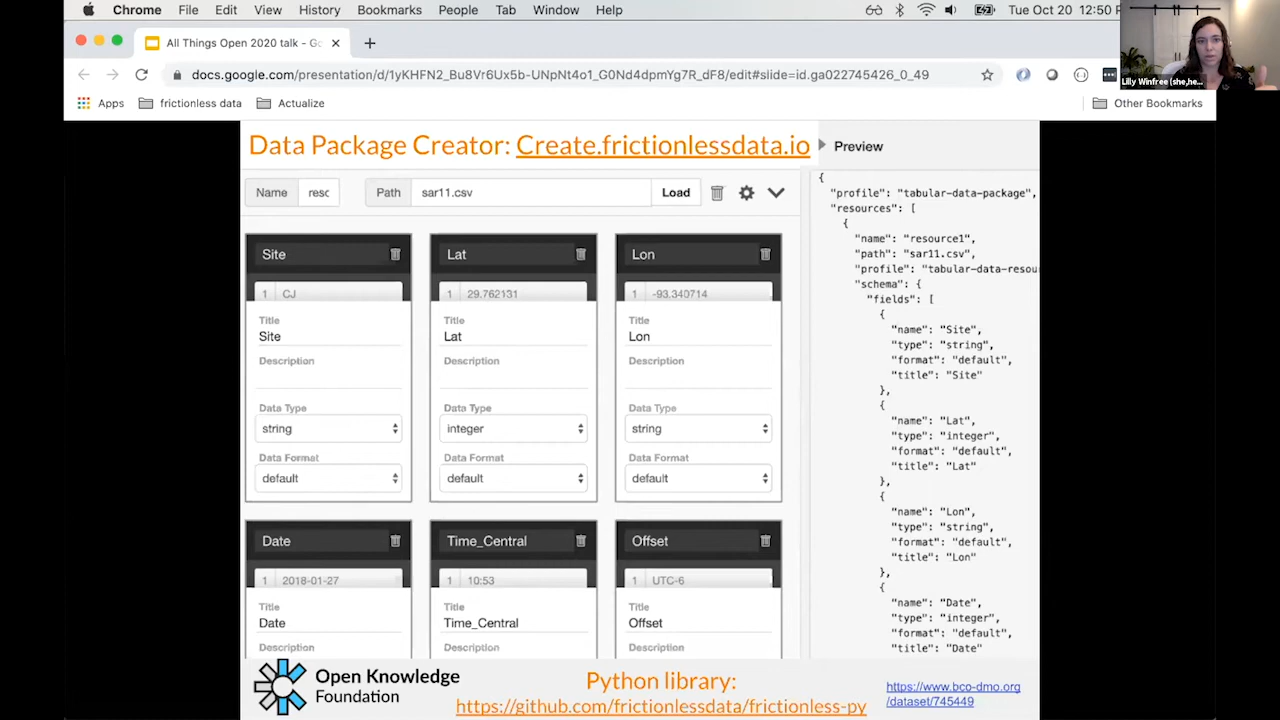 Chrome File Edit View History Bookmarks People Tab Window Help Tue Oct 20 12:50 P
All Things Open 2020 talk - Go
docs.google.com/presentation/d/1yKHFN2_Bu8Vr6Ux5b-UNpNt4o1_G0Nd4dpmYg7R_dF8/edit#slide=id.ga022745426_0_49
Lilly Winfree (she,he...
Apps frictionless data Actualize Other Bookmarks
Data Package Creator: Create.frictionlessdata.io
Name resc Path sar11.csv Load
Site Lat Lon
1 CJ 1 29.762131 1 -93.340714
Title Title Title
Site Lat Lon
Description Description Description
Data Type Data Type Data Type
string integer string
Data Format Data Format Data Format
default default default
Date Time_Central Offset
1 2018-01-27 1 10:53 1 UTC-6
Title Title Title
Date Time_Central Offset
Description Description Description
Preview
{
"profile": "tabular-data-package",
"resources": [
{
"name": "resource1",
"path": "sar11.csv",
"profile": "tabular-data-resou
"schema": {
"fields": [
{
"name": "Site",
"type": "string",
"format": "default",
"title": "Site"
},
{
"name": "Lat",
"type": "integer",
"format": "default",
"title": "Lat"
},
{
"name": "Lon",
"type": "string",
"format": "default",
"title": "Lon"
},
{
"name": "Date",
"type": "integer",
"format": "default",
"title": "Date"
Open Knowledge
Foundation
Python library:
https://github.com/frictionlessdata/frictionless-py
https://www.bco-dmo.org
/dataset/745449